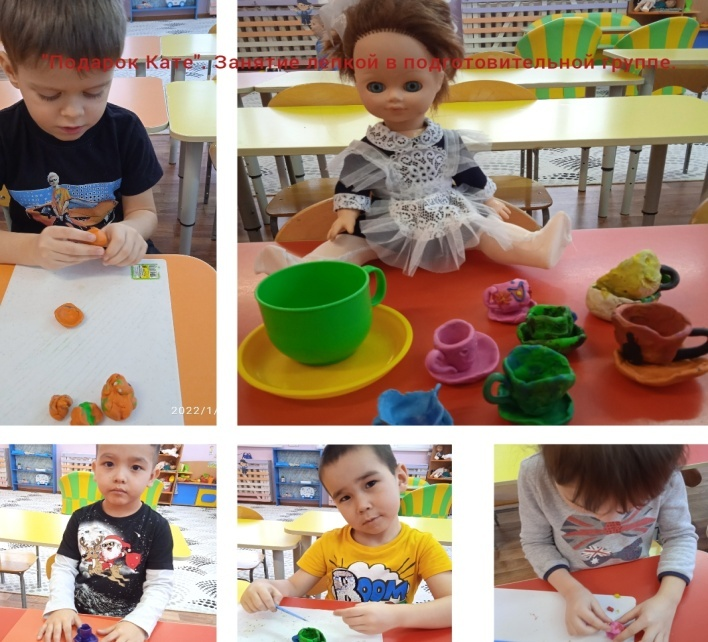 "Подарок Кате". Занятие лепкой в подготовительной группе
2022/1/
BOOM